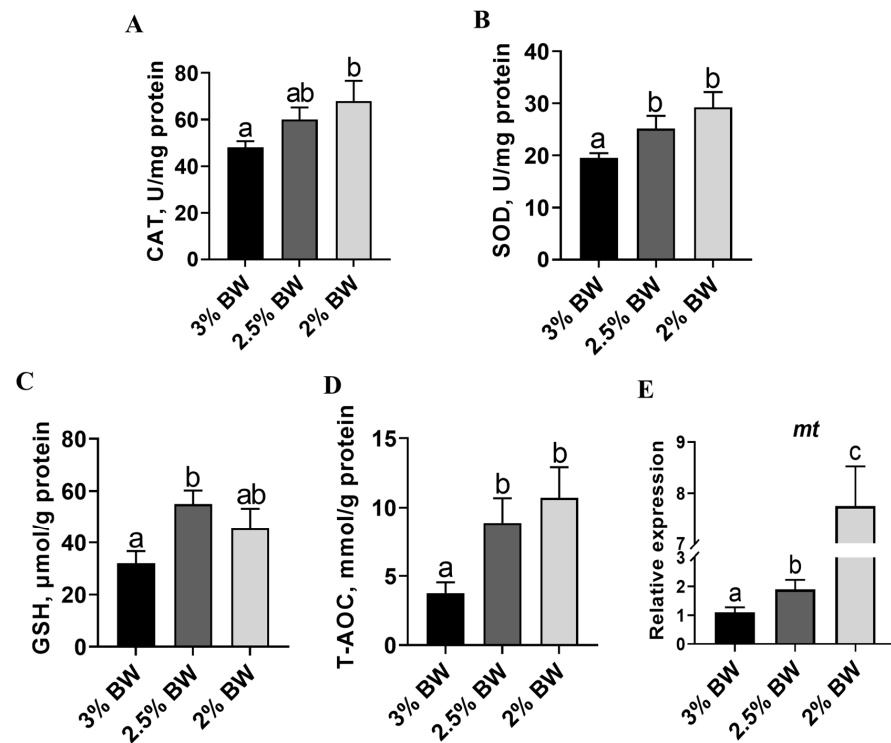 A
CAT, U/mg protein
80
60
40
20
0
a
ab
b
3% BW
2.5% BW
2% BW
B
SOD, U/mg protein
40
30
20
10
0
a
b
b
3% BW
2.5% BW
2% BW
C
GSH, µmol/g protein
80
60
40
20
0
a
b
ab
3% BW
2.5% BW
2% BW
D
T-AOC, mmol/g protein
15
10
5
0
a
b
b
3% BW
2.5% BW
2% BW
E
mt
Relative expression
9
8
7
3
2
1
0
a
b
c
3% BW
2.5% BW
2% BW